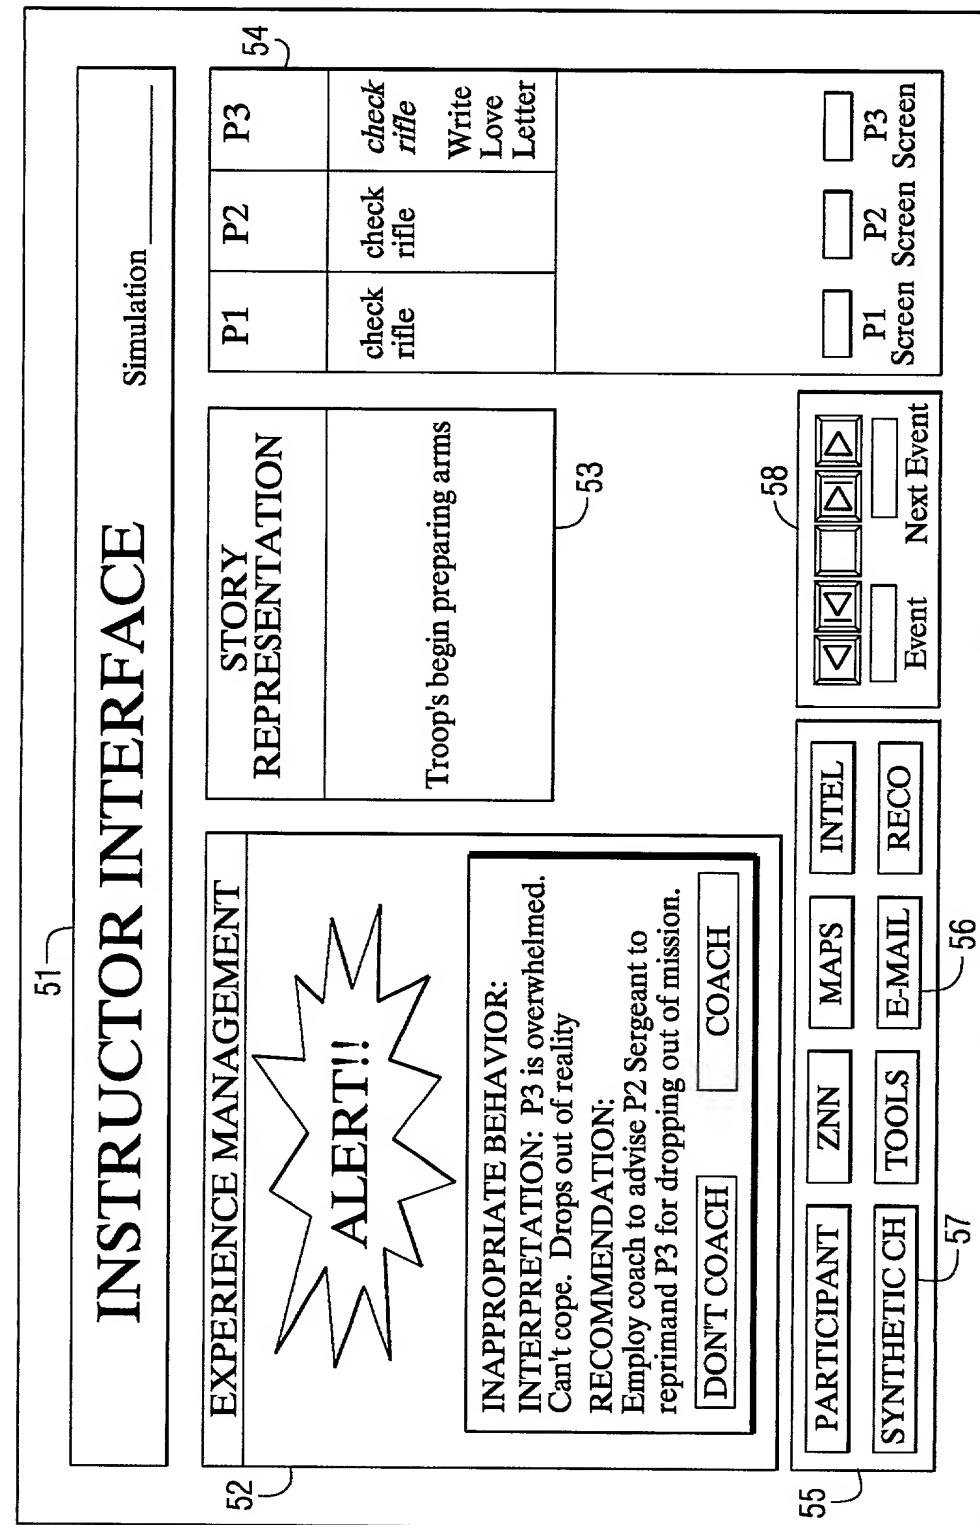 51
INSTRUCTOR INTERFACE
Simulation
52
EXPERIENCE MANAGEMENT
ALERT!!
INAPPROPRIATE BEHAVIOR:
INTERPRETATION: P3 is overwhelmed.
Can't cope. Drops out of reality
RECOMMENDATION:
Employ coach to advise P2 Sergeant to
reprimand P3 for dropping out of mission.
DON'T COACH
COACH
STORY
REPRESENTATION
Troop's begin preparing arms
53
54
P1 P2 P3
check
rifle
check
rifle
check
rifle
Write
Love
Letter
P1
Screen
P2
Screen
P3
Screen
55
PARTICIPANT ZNN MAPS INTEL
SYNTHETIC CH TOOLS E-MAIL RECO
57
56
58
Event Next Event